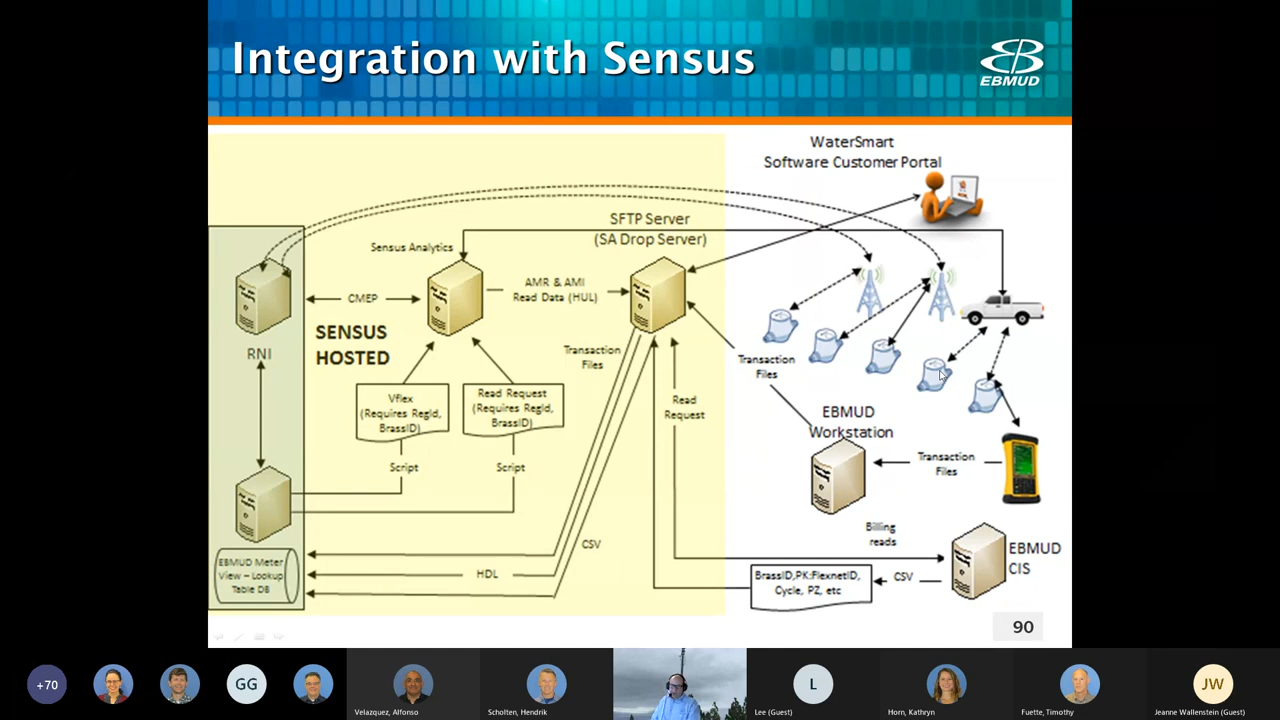 Integration with Sensus
EBMUD
WaterSmart
Software Customer Portal
SFTP Server
(SA Drop Server)
Sensus Analytics
CMEP
AMR & AMI
Read Data (HUL)
SENSUS
HOSTED
RNI
Transaction
Files
Transaction
Files
Vflex
(Requires RegId,
BrassID)
Read Request
(Requires RegId,
BrassID)
Read
Request
EBMUD
Workstation
Script
Script
Transaction
Files
Billing
reads
CSV
EBMUD
CIS
EBMUD Meter
View – Lookup
Table DB
HDL
BrassID,PK:FlexnetID,
Cycle, PZ, etc
CSV
90
+70
GG
L
JW
Velazquez, Alfonso
Scholten, Hendrik
Lee (Guest)
Horn, Kathryn
Fuette, Timothy
Jeanne Wallenstein (Guest)